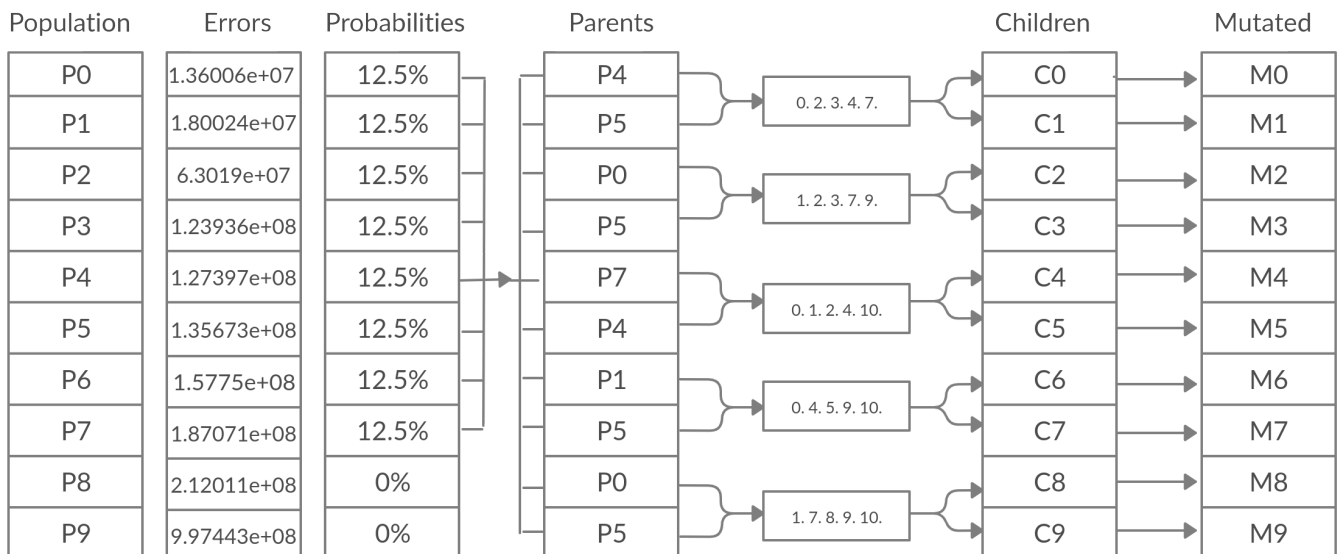 Population Errors Probabilities Parents Children Mutated
P0 1.36006e+07 12.5% P4 C0 M0
0. 2. 3. 4. 7.
P1 1.80024e+07 12.5% P5 C1 M1
P2 6.3019e+07 12.5% P0 C2 M2
1. 2. 3. 7. 9.
P3 1.23936e+08 12.5% P5 C3 M3
P4 1.27397e+08 12.5% P7 C4 M4
0. 1. 2. 4. 10.
P5 1.35673e+08 12.5% P4 C5 M5
P6 1.5775e+08 12.5% P1 C6 M6
0. 4. 5. 9. 10.
P7 1.87071e+08 12.5% P5 C7 M7
P8 2.12011e+08 0% P0 C8 M8
1. 7. 8. 9. 10.
P9 9.97443e+08 0% P5 C9 M9